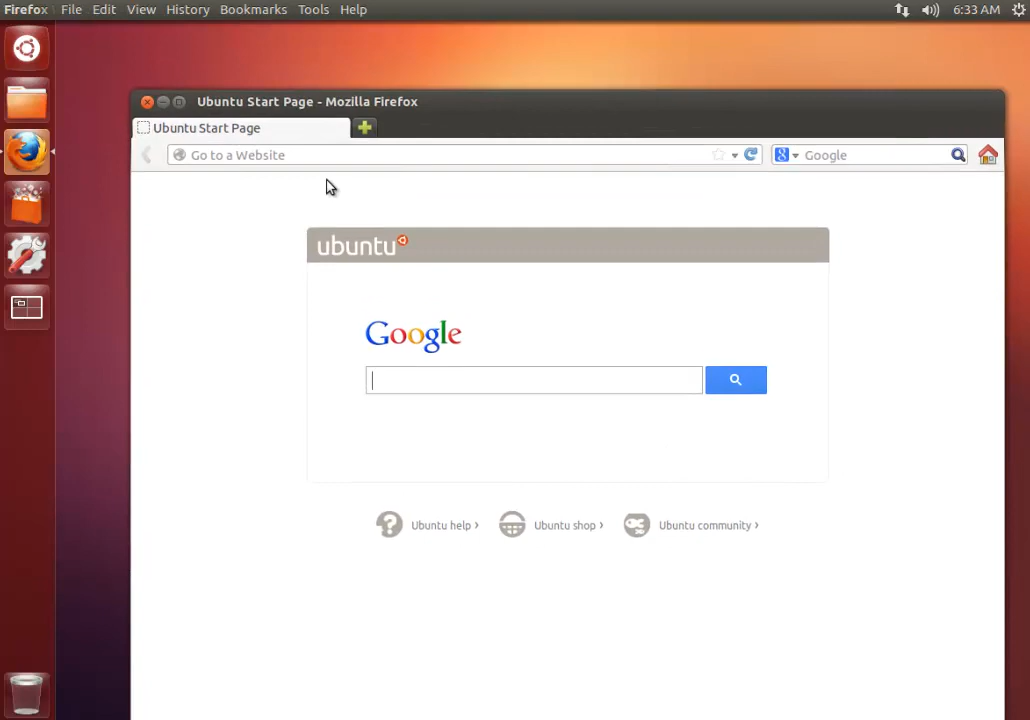 Firefox File Edit View History Bookmarks Tools Help 6:33 AM
Ubuntu Start Page - Mozilla Firefox
Ubuntu Start Page
Go to a Website Google
ubuntu
Google
Ubuntu help › Ubuntu shop › Ubuntu community ›